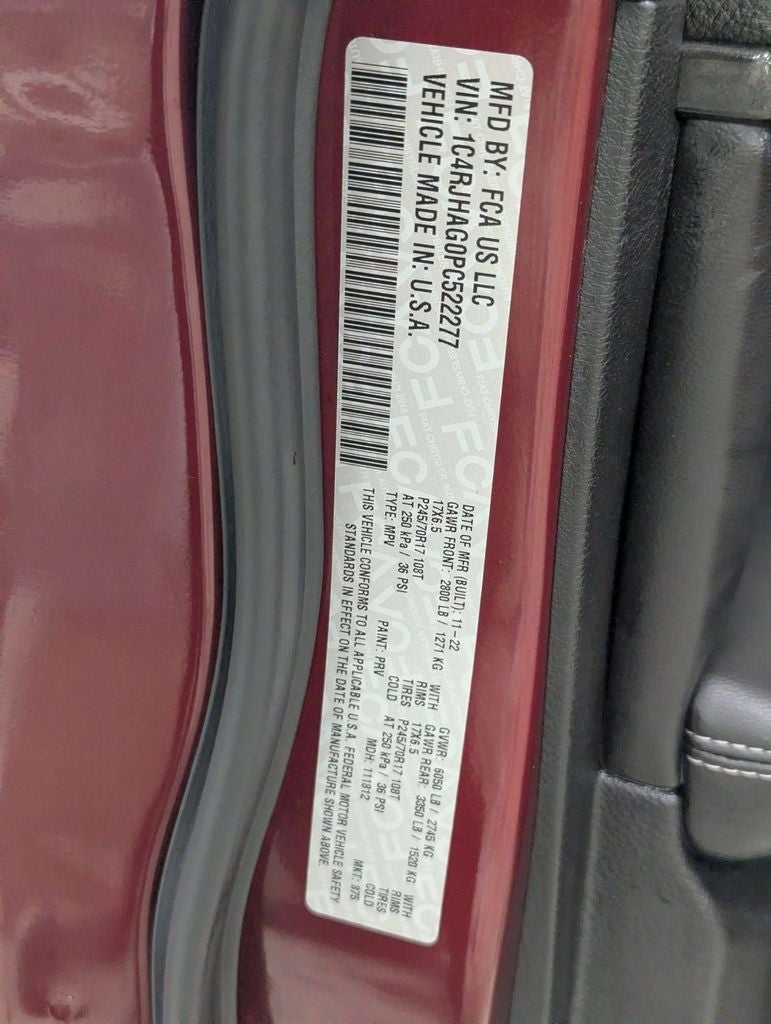 MFD BY: FCA US LLC
VIN: 1C4RJHAG0PC522277
VEHICLE MADE IN: U.S.A.
DATE OF MFR (BUILT): 11-22 GVWR: 6050 LB / 2745 KG
GAWR FRONT: 2800 LB / 1271 KG WITH GAWR REAR: 3350 LB / 1520 KG WITH
17X6.5 RIMS 17X6.5 RIMS
P245/70R17 108T TIRES P245/70R17 108T TIRES
AT 250 kPa / 36 PSI COLD AT 250 kPa / 36 PSI COLD
TYPE: MPV PAINT: PRV MDH: 111812 MKT: 975
THIS VEHICLE CONFORMS TO ALL APPLICABLE U.S.A. FEDERAL MOTOR VEHICLE SAFETY
STANDARDS IN EFFECT ON THE DATE OF MANUFACTURE SHOWN ABOVE.